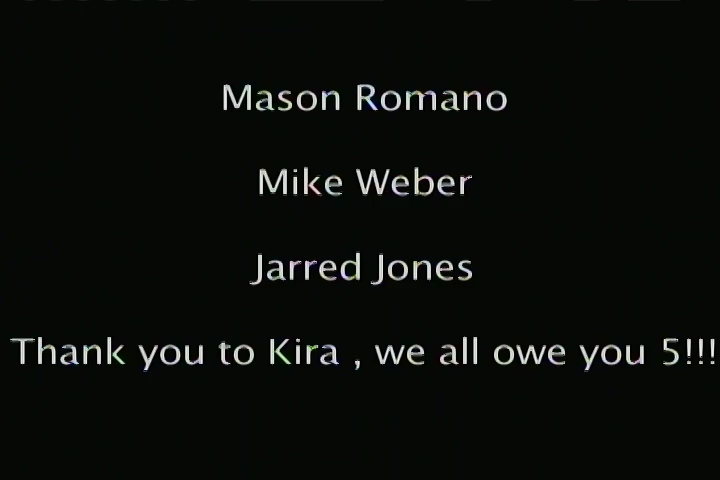 Mason Romano
Mike Weber
Jarred Jones
Thank you to Kira , we all owe you 5!!!